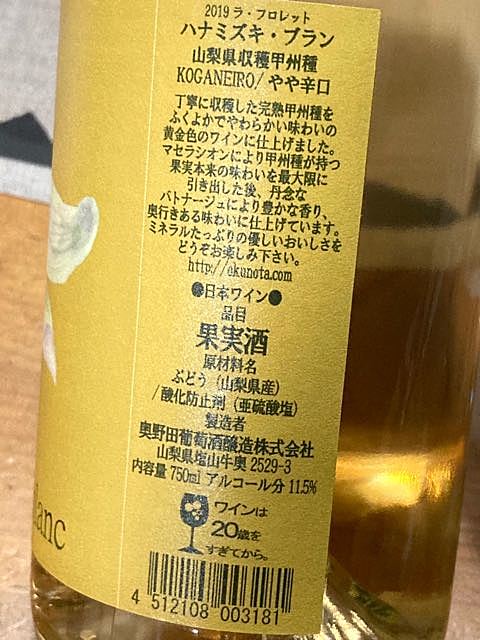 2019 ラ・フロレット
ハナミズキ・ブラン
山梨県収穫甲州種
KOGANEIRO/ やや辛口
丁寧に収穫した完熟甲州種を
ふくよかでやわらかい味わいの
黄金色のワインに仕上げました。
マセラシオンにより甲州種が持つ
果実本来の味わいを最大限に
引き出した後、丹念な
バトナージュにより豊かな香り、
奥行きある味わいに仕上げています。
ミネラルたっぷりの優しいおいしさを
どうぞお楽しみ下さい。
http://okunota.com
●日本ワイン●
品目
果実酒
原材料名
ぶどう（山梨県産）
/酸化防止剤（亜硫酸塩）
製造者
奥野田葡萄酒醸造株式会社
山梨県塩山牛奥 2529-3
内容量 750ml アルコール分 11.5%
ワインは
20歳を
すぎてから。
4 512108 003181
lanc